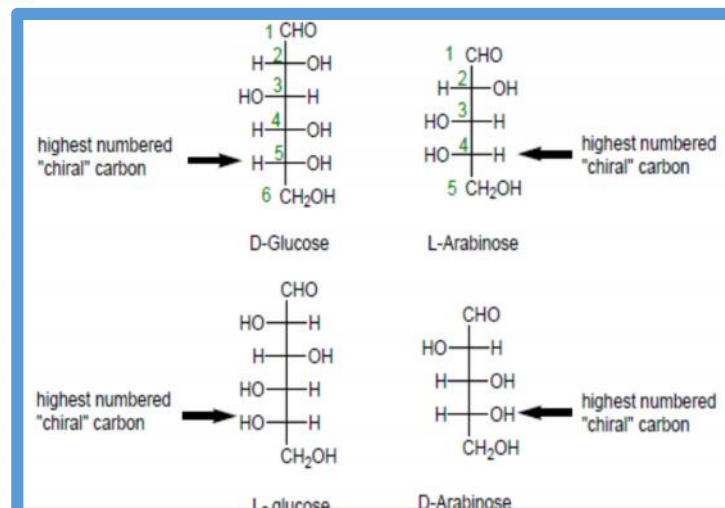 1 CHO
H 2 OH
HO 3 H
H 4 OH
H 5 OH
6 CH₂OH
highest numbered
"chiral" carbon
D-Glucose
1 CHO
H 2 OH
HO 3 H
HO 4 H
5 CH₂OH
highest numbered
"chiral" carbon
L-Arabinose
CHO
HO H
H OH
HO H
HO H
CH₂OH
highest numbered
"chiral" carbon
L-glucose
CHO
HO H
H OH
H OH
CH₂OH
highest numbered
"chiral" carbon
D-Arabinose